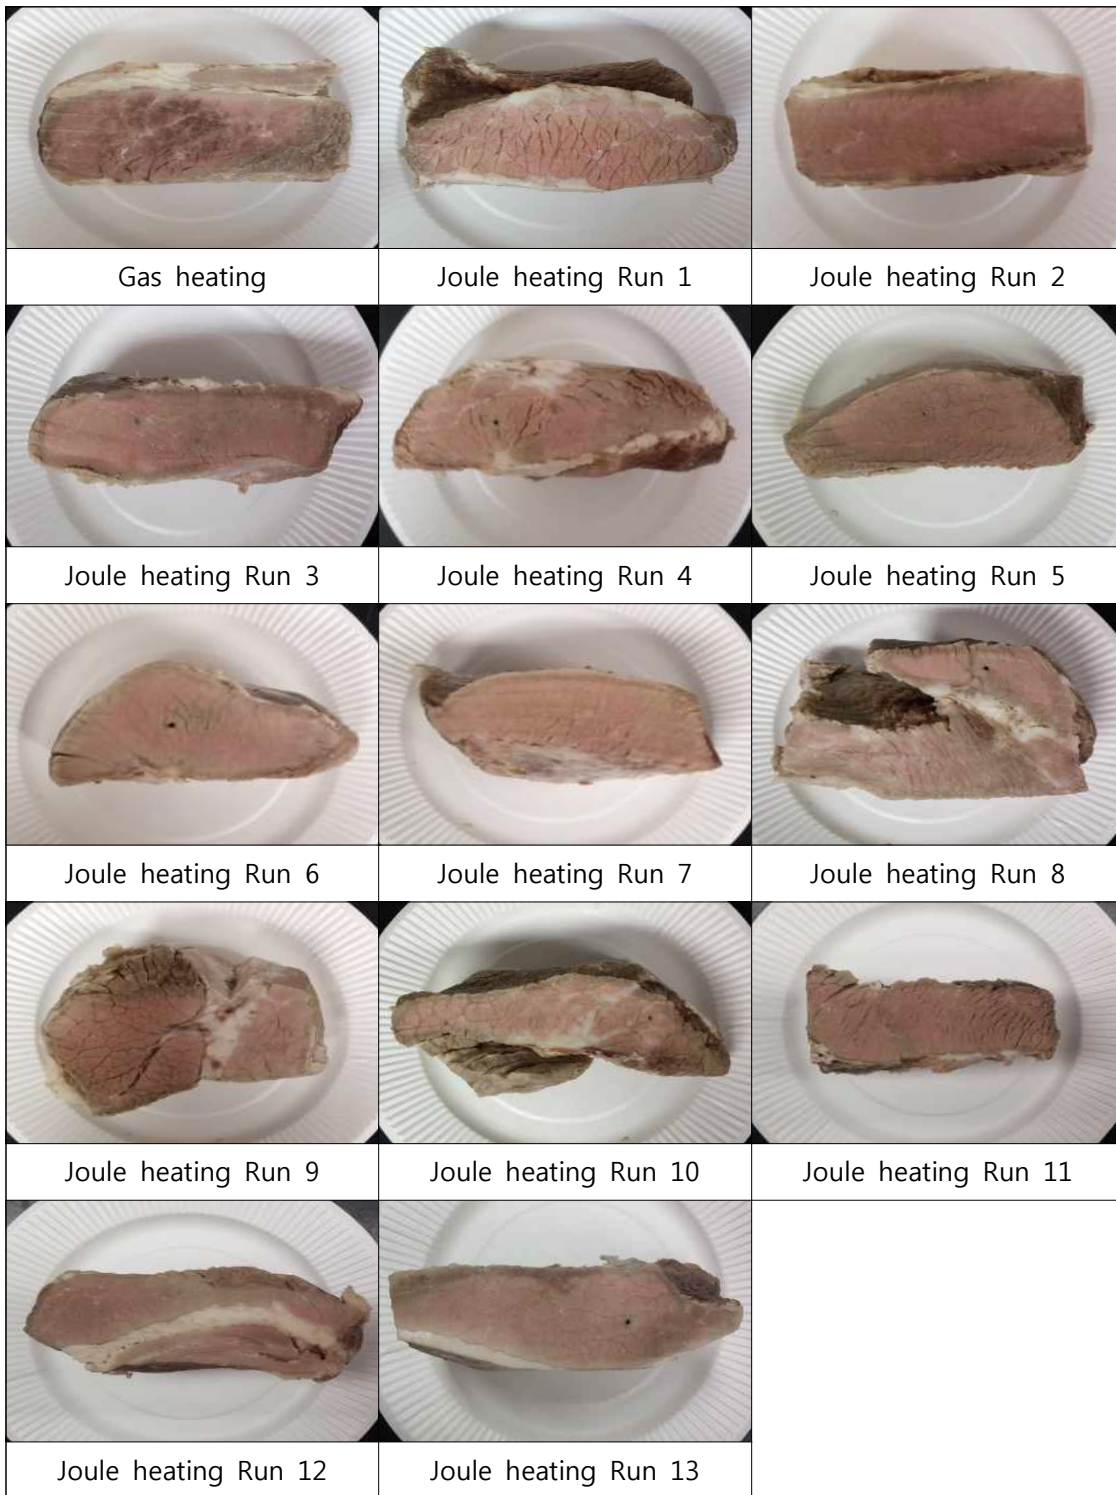 Gas heating
Joule heating Run 1
Joule heating Run 2
Joule heating Run 3
Joule heating Run 4
Joule heating Run 5
Joule heating Run 6
Joule heating Run 7
Joule heating Run 8
Joule heating Run 9
Joule heating Run 10
Joule heating Run 11
Joule heating Run 12
Joule heating Run 13